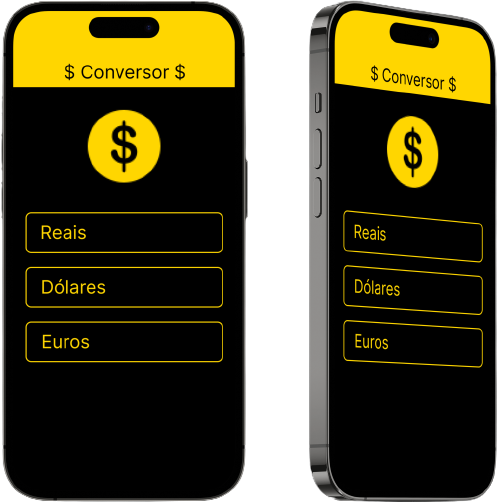 $ Conversor $
$
Reais
Dólares
Euros
$ Conversor $
$
Reais
Dólares
Euros